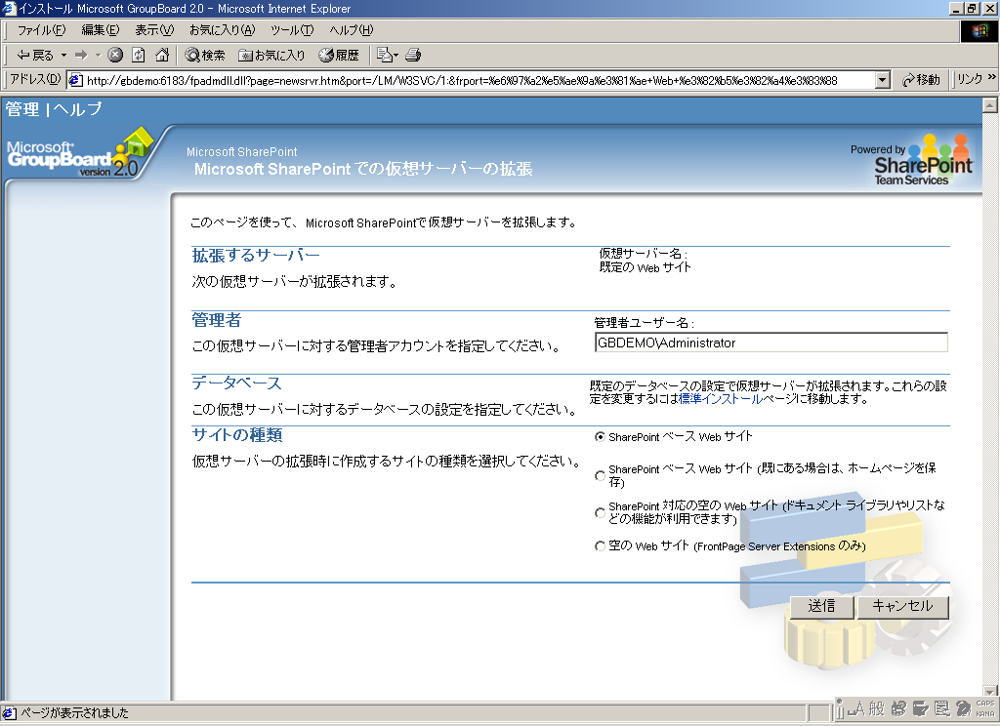 インストール Microsoft GroupBoard 2.0 - Microsoft Internet Explorer
ファイル(F) 編集(E) 表示(V) お気に入り(A) ツール(T) ヘルプ(H)
戻る 検索 お気に入り 履歴
アドレス(D) http://gbdemo:6183/fpadmdll.dll?page=newsrvr.htm&port=/LM/W3SVC/1:&frport=%e6%97%a2%e5%ae%9a%e3%81%ae+Web+%e3%82%b5%e3%82%a4%e3%83%88 移動 リンク »
管理 | ヘルプ
Microsoft GroupBoard version 2.0
Microsoft SharePoint
Microsoft SharePoint での仮想サーバーの拡張
Powered by SharePoint Team Services
このページを使って、Microsoft SharePointで仮想サーバーを拡張します。
拡張するサーバー
次の仮想サーバーが拡張されます。
仮想サーバー名:
既定の Web サイト
管理者
この仮想サーバーに対する管理者アカウントを指定してください。
管理者ユーザー名:
GBDEMO\Administrator
データベース
この仮想サーバーに対するデータベースの設定を指定してください。
既定のデータベースの設定で仮想サーバーが拡張されます。これらの設
定を変更するには標準インストールページに移動します。
サイトの種類
仮想サーバーの拡張時に作成するサイトの種類を選択してください。
SharePoint ベース Web サイト
SharePoint ベース Web サイト (既にある場合は、ホームページを保
存)
SharePoint 対応の空の Web サイト (ドキュメント ライブラリやリストな
どの機能が利用できます)
空の Web サイト (FrontPage Server Extensions のみ)
送信 キャンセル
ページが表示されました
A 般 CAPS
KANA